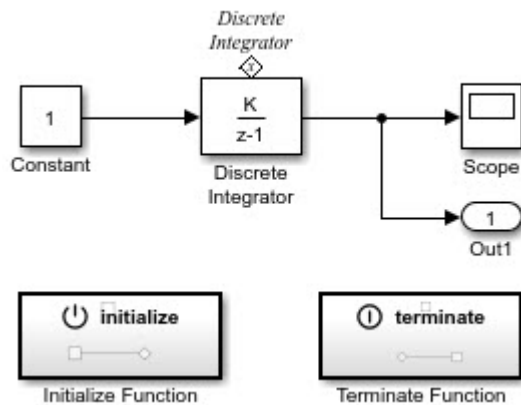 Discrete
Integrator
x
1
K
z-1
Constant
Discrete
Integrator
Scope
1
Out1
initialize
terminate
Initialize Function
Terminate Function